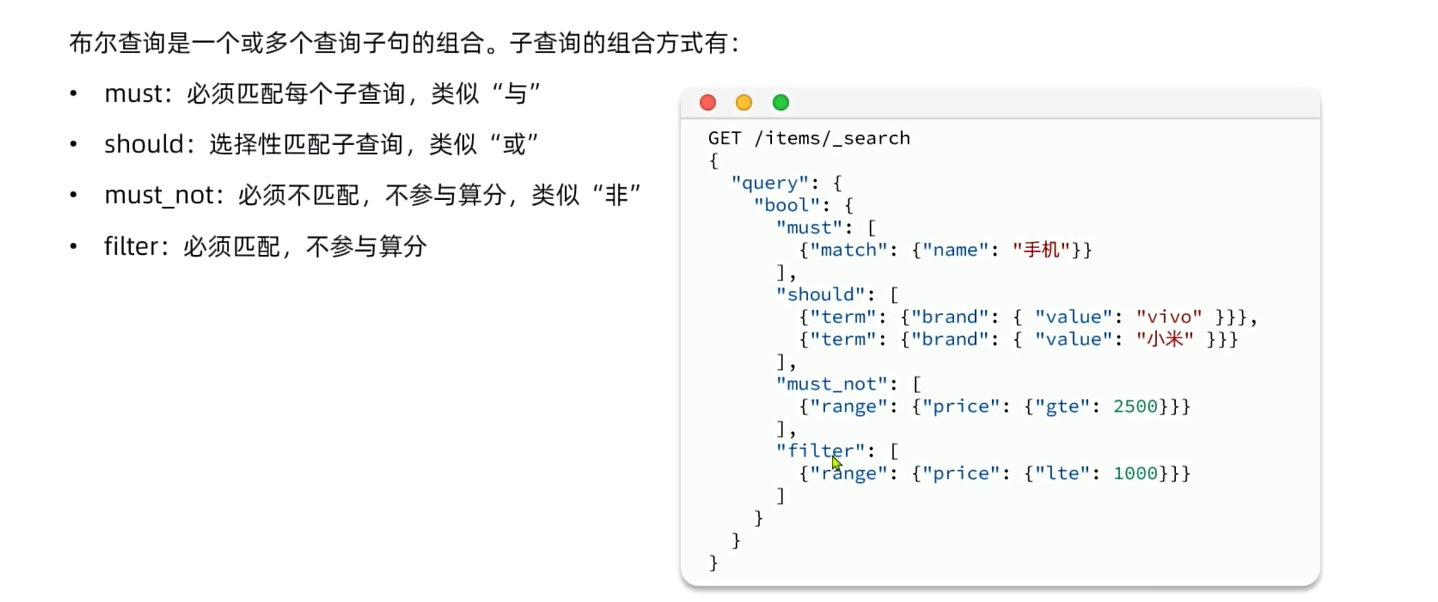 布尔查询是一个或多个查询子句的组合。子查询的组合方式有：
• must：必须匹配每个子查询，类似“与”
• should：选择性匹配子查询，类似“或”
• must_not：必须不匹配，不参与算分，类似“非”
• filter：必须匹配，不参与算分
GET /items/_search
{
  "query": {
    "bool": {
      "must": [
        {"match": {"name": "手机"}}
      ],
      "should": [
        {"term": {"brand": { "value": "vivo" }}},
        {"term": {"brand": { "value": "小米" }}}
      ],
      "must_not": [
        {"range": {"price": {"gte": 2500}}}
      ],
      "filter": [
        {"range": {"price": {"lte": 1000}}}
      ]
    }
  }
}